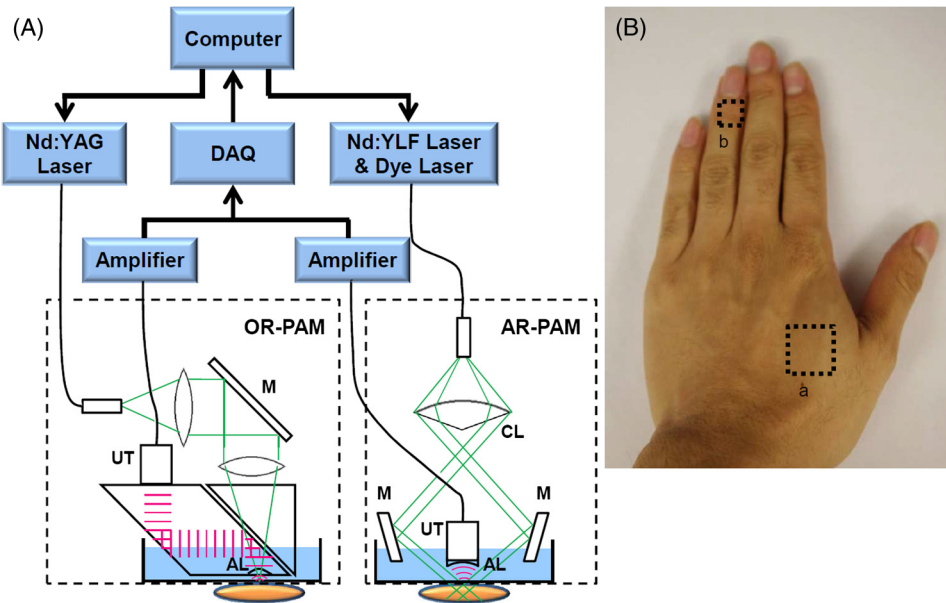 (A)
Computer
Nd:YAG
Laser
DAQ
Nd:YLF Laser
& Dye Laser
Amplifier
Amplifier
OR-PAM
M
UT
AL
AR-PAM
CL
M
M
UT
AL
(B)
b
a